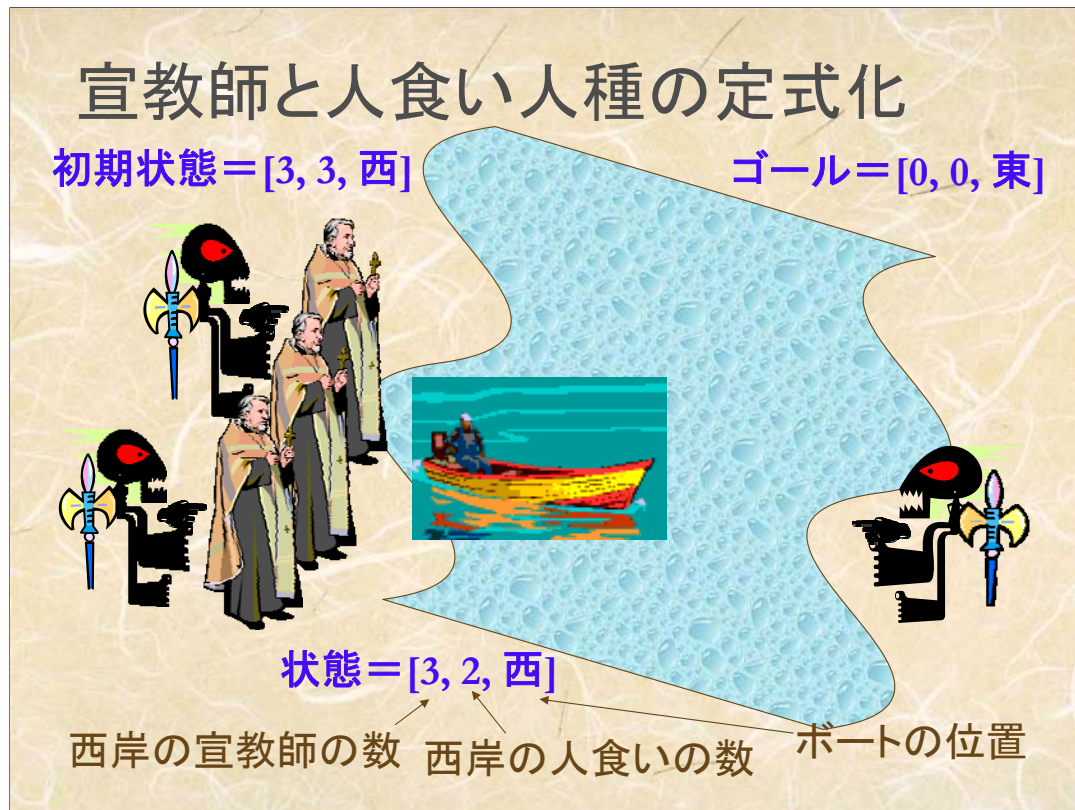 宣教師と人食い人種の定式化
初期状態＝[3, 3, 西]
ゴール＝[0, 0, 東]
状態＝[3, 2, 西]
西岸の宣教師の数
西岸の人食いの数
ボートの位置